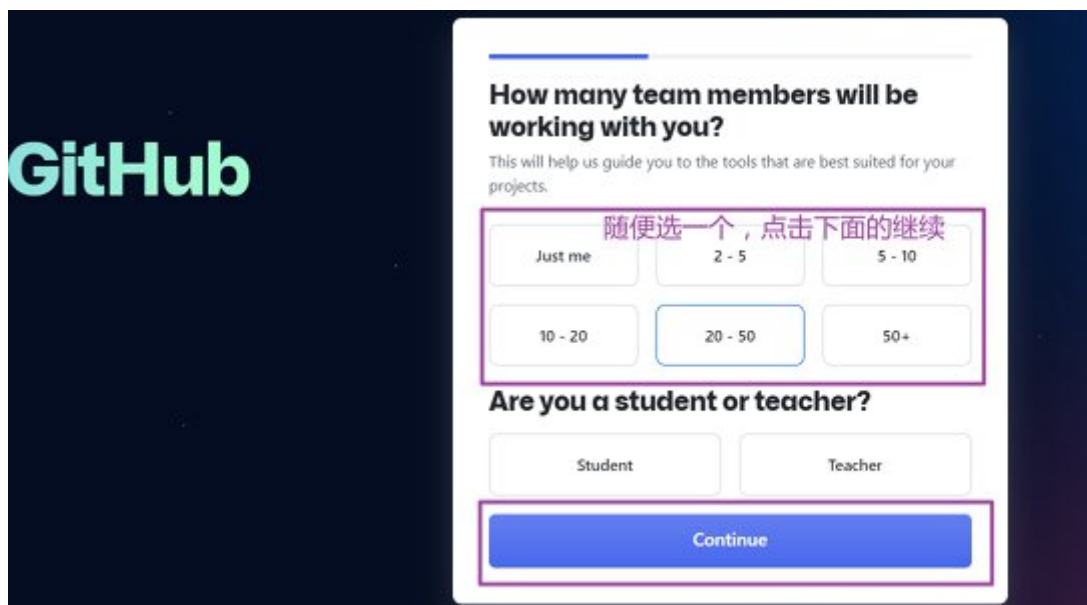 GitHub
How many team members will be
working with you?
This will help us guide you to the tools that are best suited for your
projects.
随便选一个，点击下面的继续
Just me
2 - 5
5 - 10
10 - 20
20 - 50
50+
Are you a student or teacher?
Student
Teacher
Continue